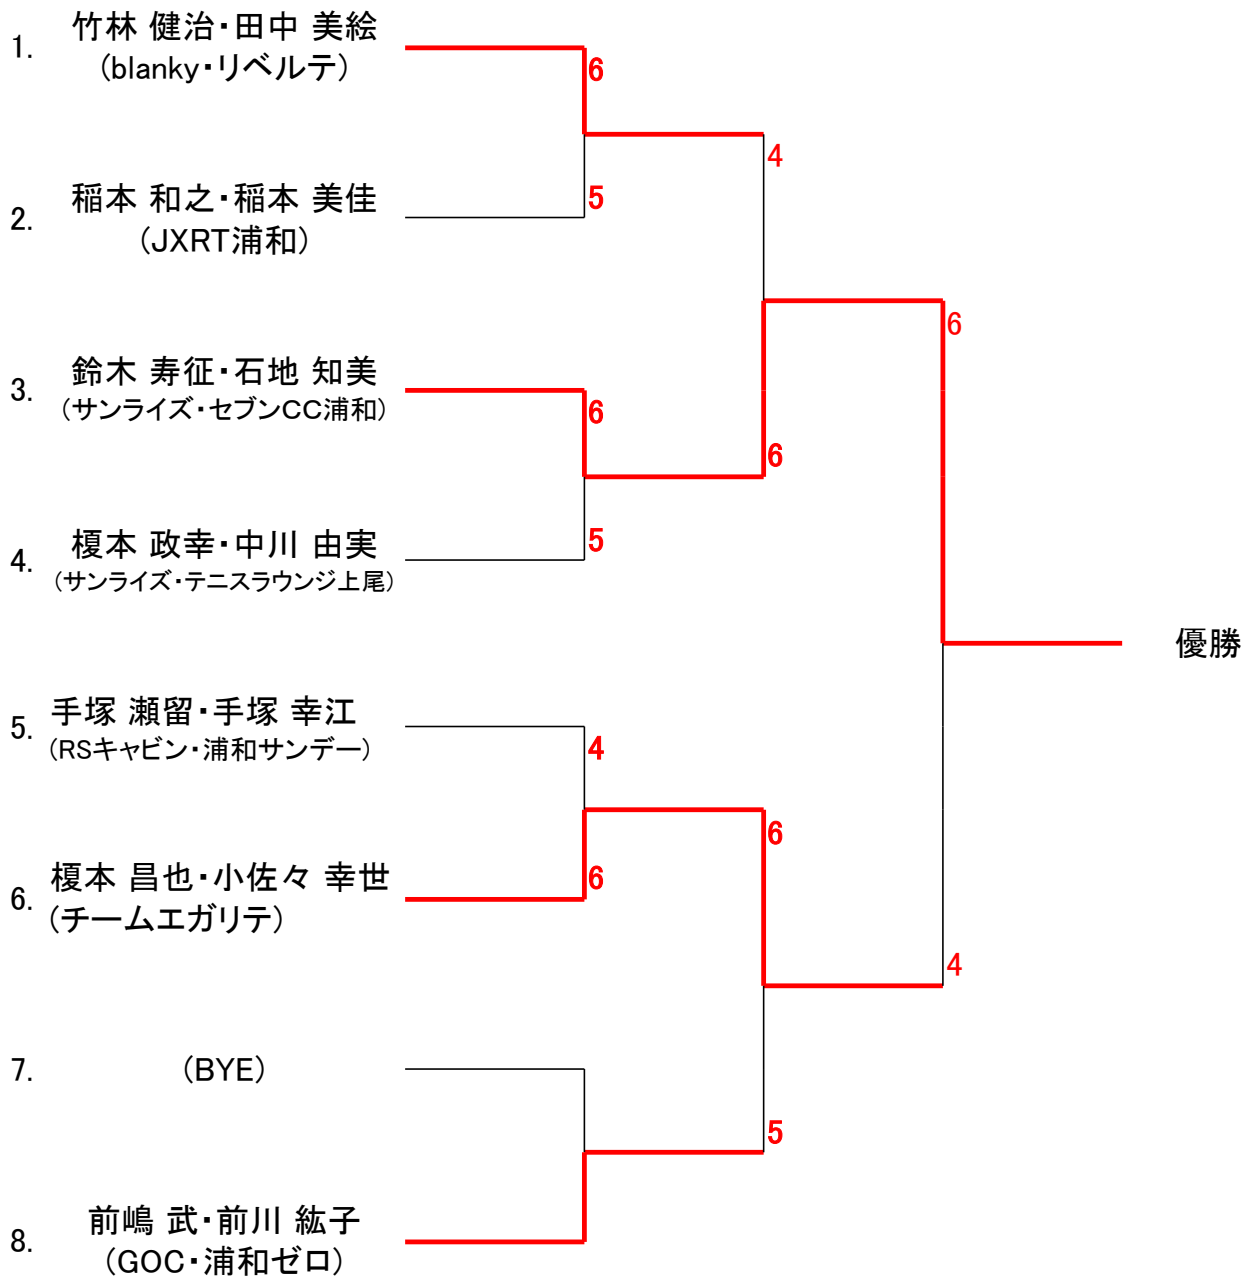 1. 竹林 健治・田中 美絵
(blanky・リベルテ)
6
4
2. 稲本 和之・稲本 美佳
(JXRT浦和)
5
6
3. 鈴木 寿征・石地 知美
(サンライズ・セブンCC浦和)
6
6
4. 榎本 政幸・中川 由実
(サンライズ・テニスラウンジ上尾)
5
優勝
5. 手塚 瀬留・手塚 幸江
(RSキャビン・浦和サンデー)
4
6
6. 榎本 昌也・小佐々 幸世
(チームエガリテ)
6
4
7. (BYE)
5
8. 前嶋 武・前川 紘子
(GOC・浦和ゼロ)